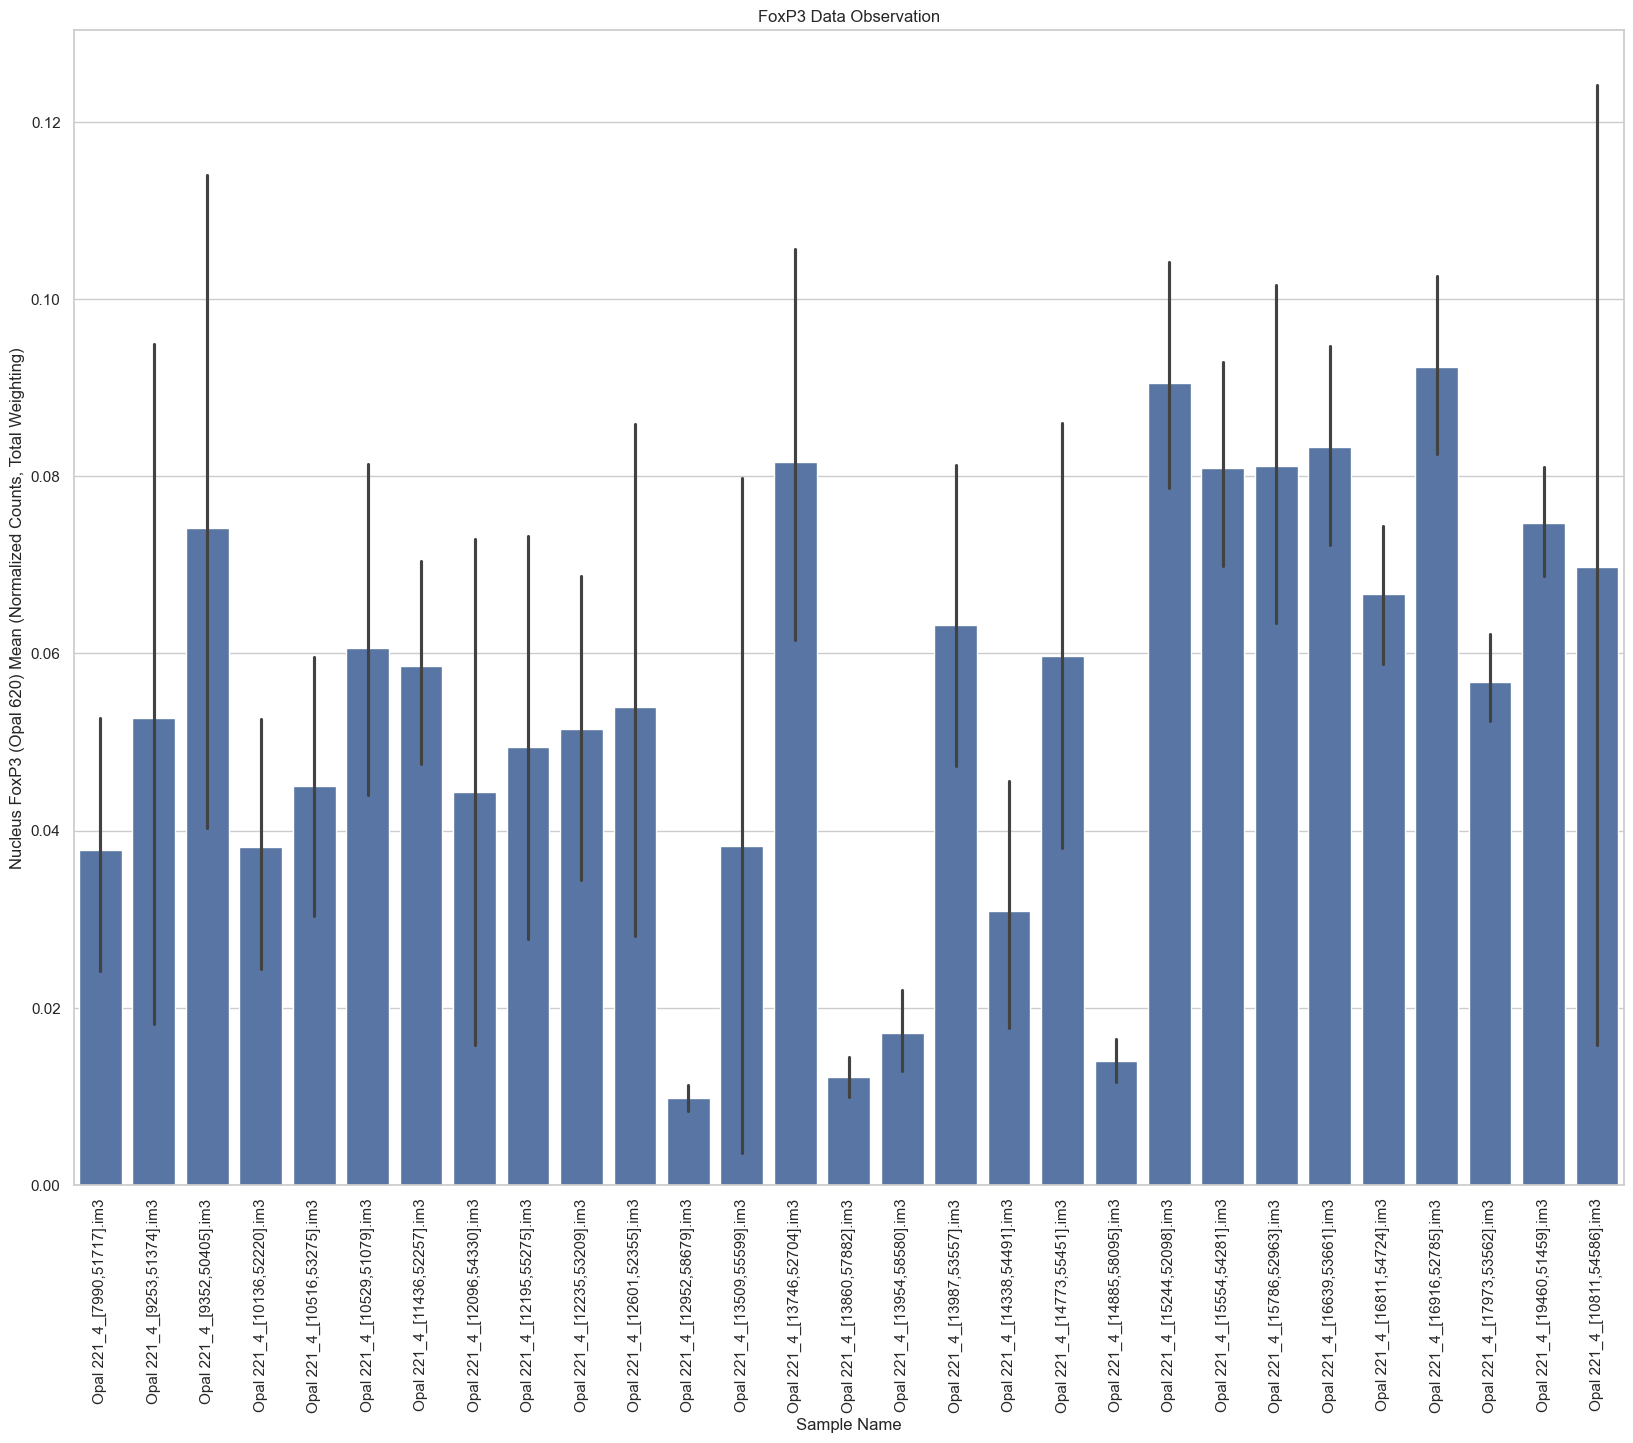 FoxP3 Data Observation
Nucleus FoxP3 (Opal 620) Mean (Normalized Counts, Total Weighting)
0.12
0.10
0.08
0.06
0.04
0.02
0.00
Opal 221_4_[7990,51717].im3
Opal 221_4_[9253,51374].im3
Opal 221_4_[9352,50405].im3
Opal 221_4_[10136,52220].im3
Opal 221_4_[10516,53275].im3
Opal 221_4_[10529,51079].im3
Opal 221_4_[11436,52257].im3
Opal 221_4_[12096,54330].im3
Opal 221_4_[12195,55275].im3
Opal 221_4_[12235,53209].im3
Opal 221_4_[12601,52355].im3
Opal 221_4_[12952,58679].im3
Opal 221_4_[13509,55599].im3
Opal 221_4_[13746,52704].im3
Opal 221_4_[13860,57882].im3
Opal 221_4_[13954,58580].im3
Opal 221_4_[13987,53557].im3
Opal 221_4_[14338,54491].im3
Opal 221_4_[14773,55451].im3
Opal 221_4_[14885,58095].im3
Opal 221_4_[15244,52098].im3
Opal 221_4_[15554,54281].im3
Opal 221_4_[15786,52963].im3
Opal 221_4_[16639,53661].im3
Opal 221_4_[16811,54724].im3
Opal 221_4_[16916,52785].im3
Opal 221_4_[17973,53562].im3
Opal 221_4_[19460,51459].im3
Opal 221_4_[10811,54586].im3
Sample Name